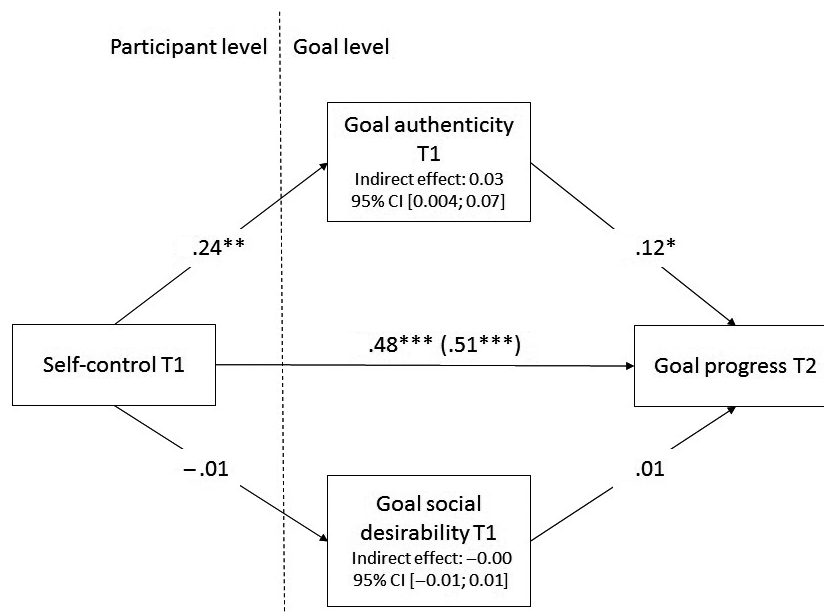 Participant level
Goal level
Goal authenticity
T1
Indirect effect: 0.03
95% CI [0.004; 0.07]
.24**
.12*
Self-control T1
.48*** (.51***)
Goal progress T2
–.01
.01
Goal social
desirability T1
Indirect effect: –0.00
95% CI [–0.01; 0.01]